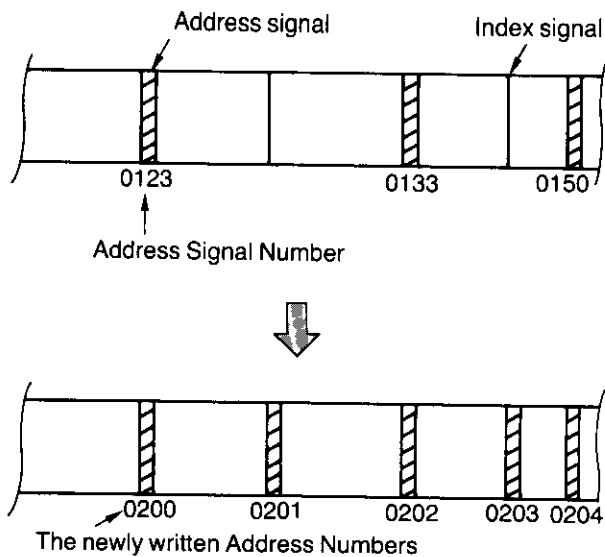 Address signal
Index signal
0123
0133
0150
Address Signal Number
0200
0201
0202
0203
0204
The newly written Address Numbers